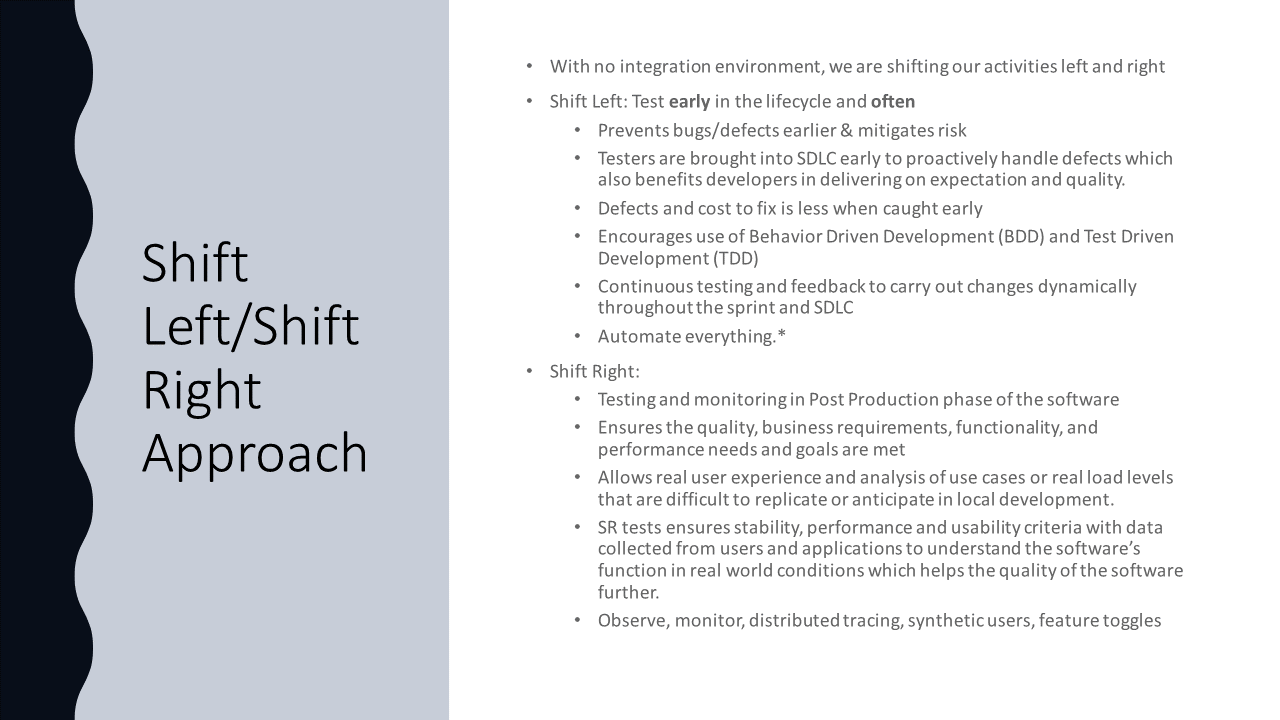 Shift
Left/Shift
Right
Approach
• With no integration environment, we are shifting our activities left and right
• Shift Left: Test early in the lifecycle and often
• Prevents bugs/defects earlier & mitigates risk
• Testers are brought into SDLC early to proactively handle defects which
also benefits developers in delivering on expectation and quality.
• Defects and cost to fix is less when caught early
• Encourages use of Behavior Driven Development (BDD) and Test Driven
Development (TDD)
• Continuous testing and feedback to carry out changes dynamically
throughout the sprint and SDLC
• Automate everything.*
• Shift Right:
• Testing and monitoring in Post Production phase of the software
• Ensures the quality, business requirements, functionality, and
performance needs and goals are met
• Allows real user experience and analysis of use cases or real load levels
that are difficult to replicate or anticipate in local development.
• SR tests ensures stability, performance and usability criteria with data
collected from users and applications to understand the software’s
function in real world conditions which helps the quality of the software
further.
• Observe, monitor, distributed tracing, synthetic users, feature toggles